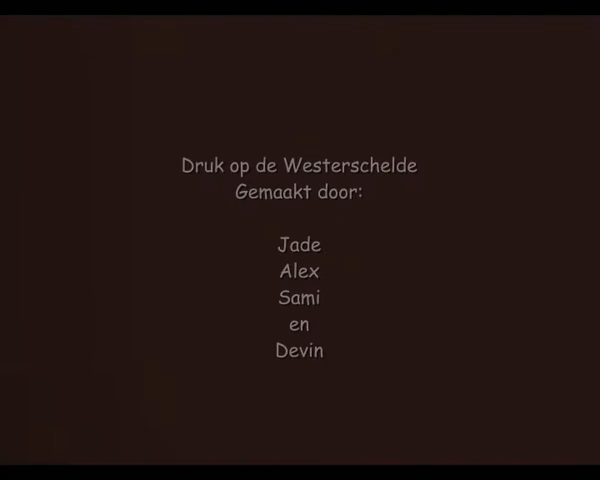 Druk op de Westerschelde
Gemaakt door:
Jade
Alex
Sami
en
Devin